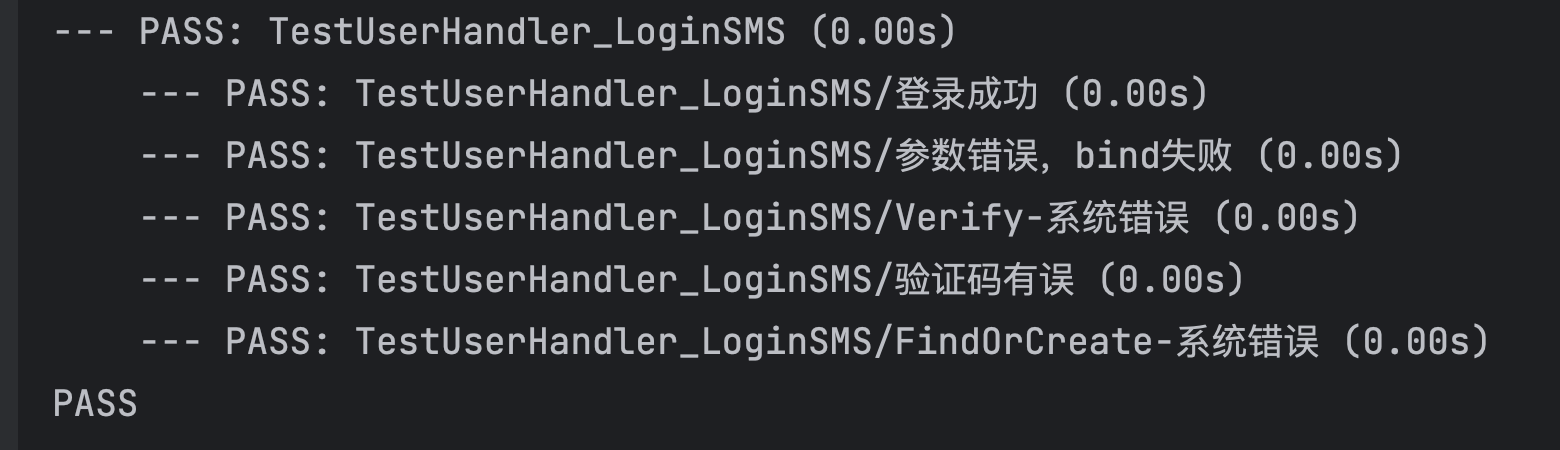 --- PASS: TestUserHandler_LoginSMS (0.00s)
--- PASS: TestUserHandler_LoginSMS/登录成功 (0.00s)
--- PASS: TestUserHandler_LoginSMS/参数错误，bind失败 (0.00s)
--- PASS: TestUserHandler_LoginSMS/Verify-系统错误 (0.00s)
--- PASS: TestUserHandler_LoginSMS/验证码有误 (0.00s)
--- PASS: TestUserHandler_LoginSMS/FindOrCreate-系统错误 (0.00s)
PASS